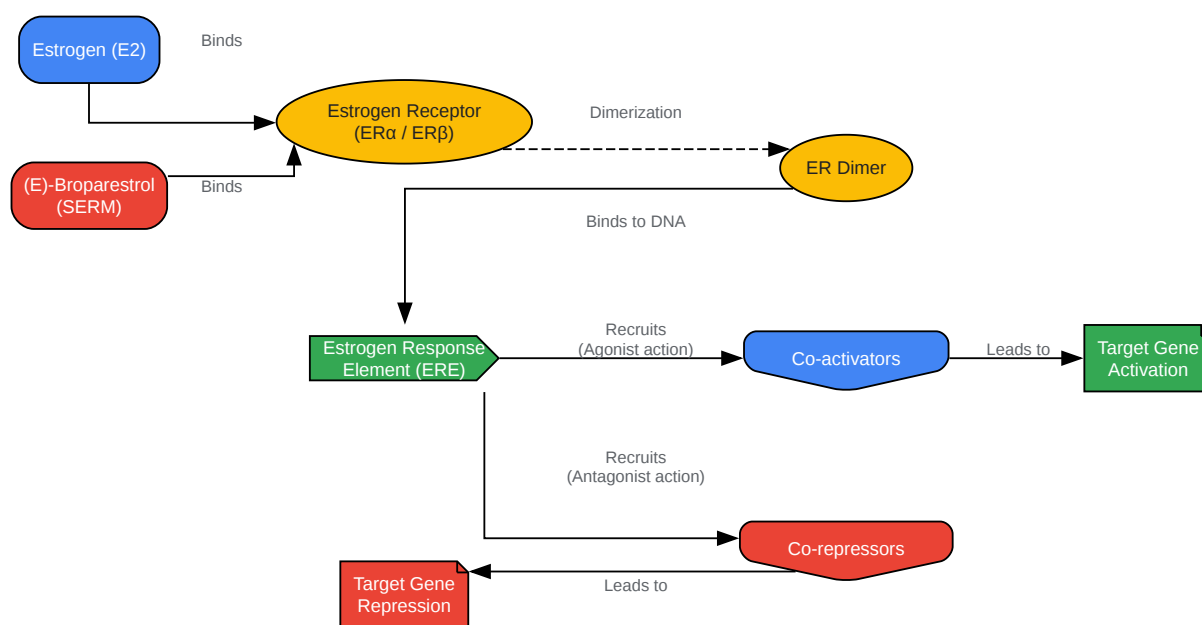 Estrogen (E2)
Binds
Estrogen Receptor
(ERα / ERβ)
Dimerization
ER Dimer
(E)-Broparestrol
(SERM)
Binds
Binds to DNA
Estrogen Response
Element (ERE)
Recruits
(Agonist action)
Co-activators
Leads to
Target Gene
Activation
Recruits
(Antagonist action)
Co-repressors
Leads to
Target Gene
Repression